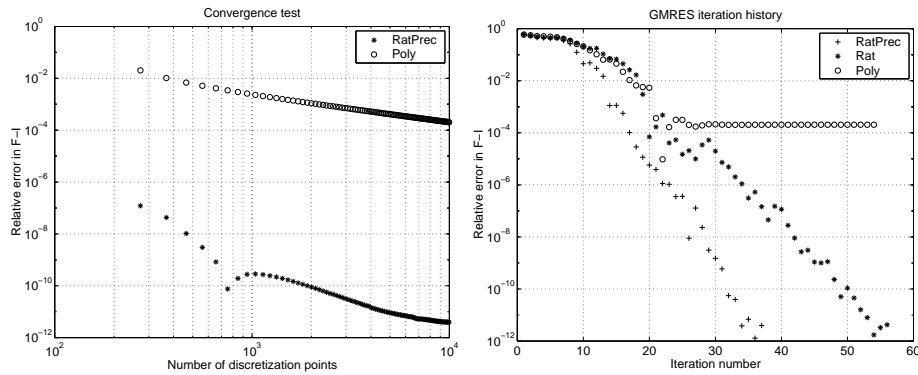 Convergence test
RatPrec
Poly
Relative error in F−I
10^0
10^−2
10^−4
10^−6
10^−8
10^−10
10^−12
10^2
10^3
10^4
Number of discretization points
GMRES iteration history
RatPrec
Rat
Poly
Relative error in F−I
10^0
10^−2
10^−4
10^−6
10^−8
10^−10
10^−12
0 10 20 30 40 50 60
Iteration number